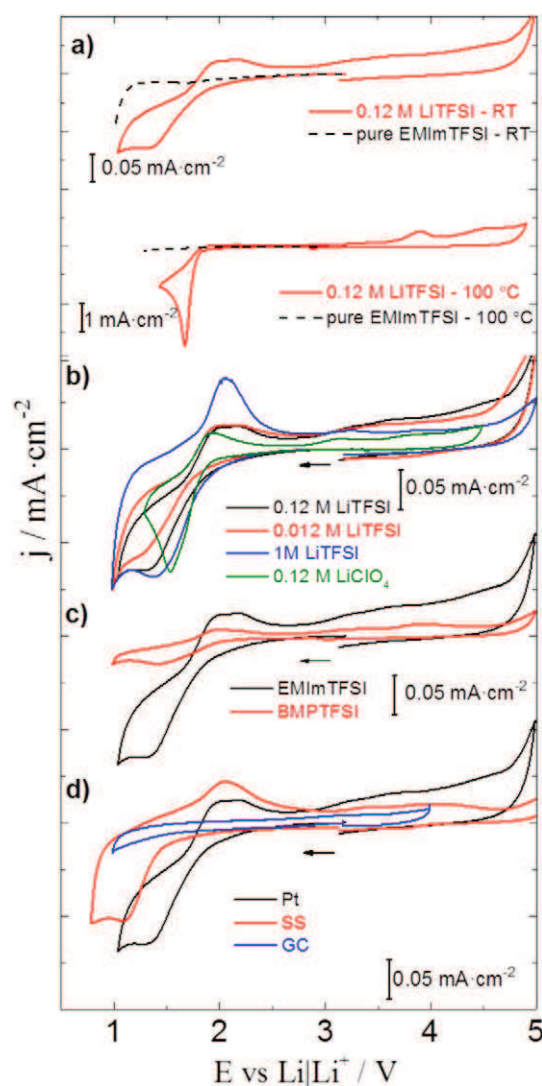 a)
0.12 M LiTFSI - RT
pure EMImTFSI - RT
0.05 mA·cm-2
0.12 M LITFSI - 100 °C
pure EMImTFSI - 100 °C
1 mA·cm-2
b)
0.05 mA·cm-2
0.12 M LiTFSI
0.012 M LiTFSI
1M LiTFSI
0.12 M LiClO4
j / mA·cm-2
c)
EMImTFSI
BMPTFSI
0.05 mA·cm-2
d)
Pt
SS
GC
0.05 mA·cm-2
1 2 3 4 5
E vs Li|Li+ / V